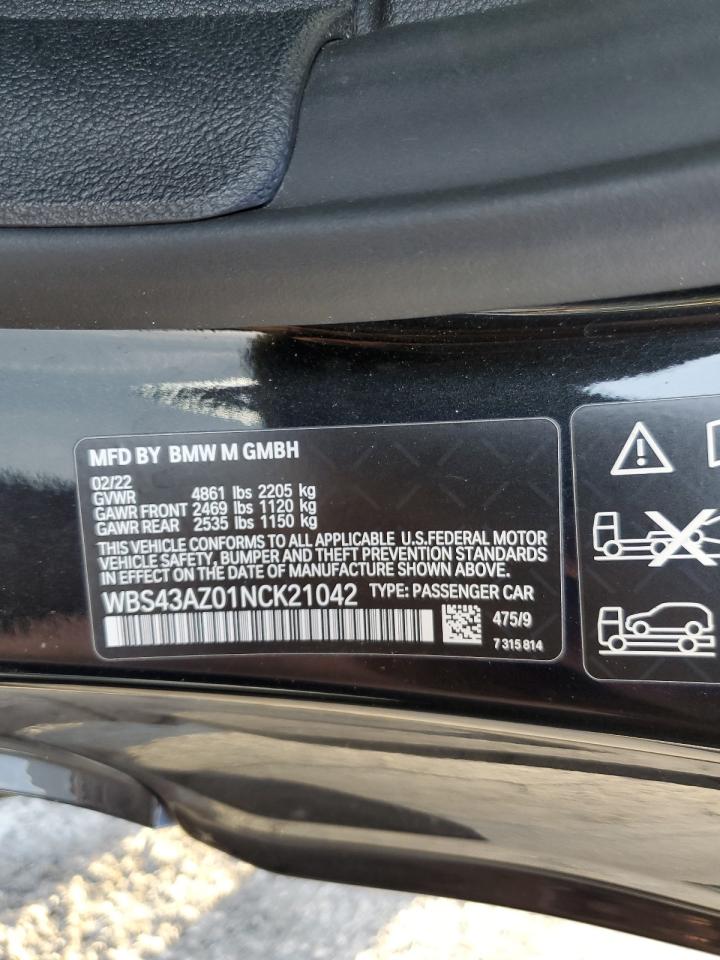 MFD BY BMW M GMBH
02/22
GVWR 4861 lbs 2205 kg
GAWR FRONT 2469 lbs 1120 kg
GAWR REAR 2535 lbs 1150 kg
THIS VEHICLE CONFORMS TO ALL APPLICABLE U.S.FEDERAL MOTOR
VEHICLE SAFETY, BUMPER AND THEFT PREVENTION STANDARDS
IN EFFECT ON THE DATE OF MANUFACTURE SHOWN ABOVE.
WBS43AZ01NCK21042 TYPE: PASSENGER CAR
475/9
7 315 814